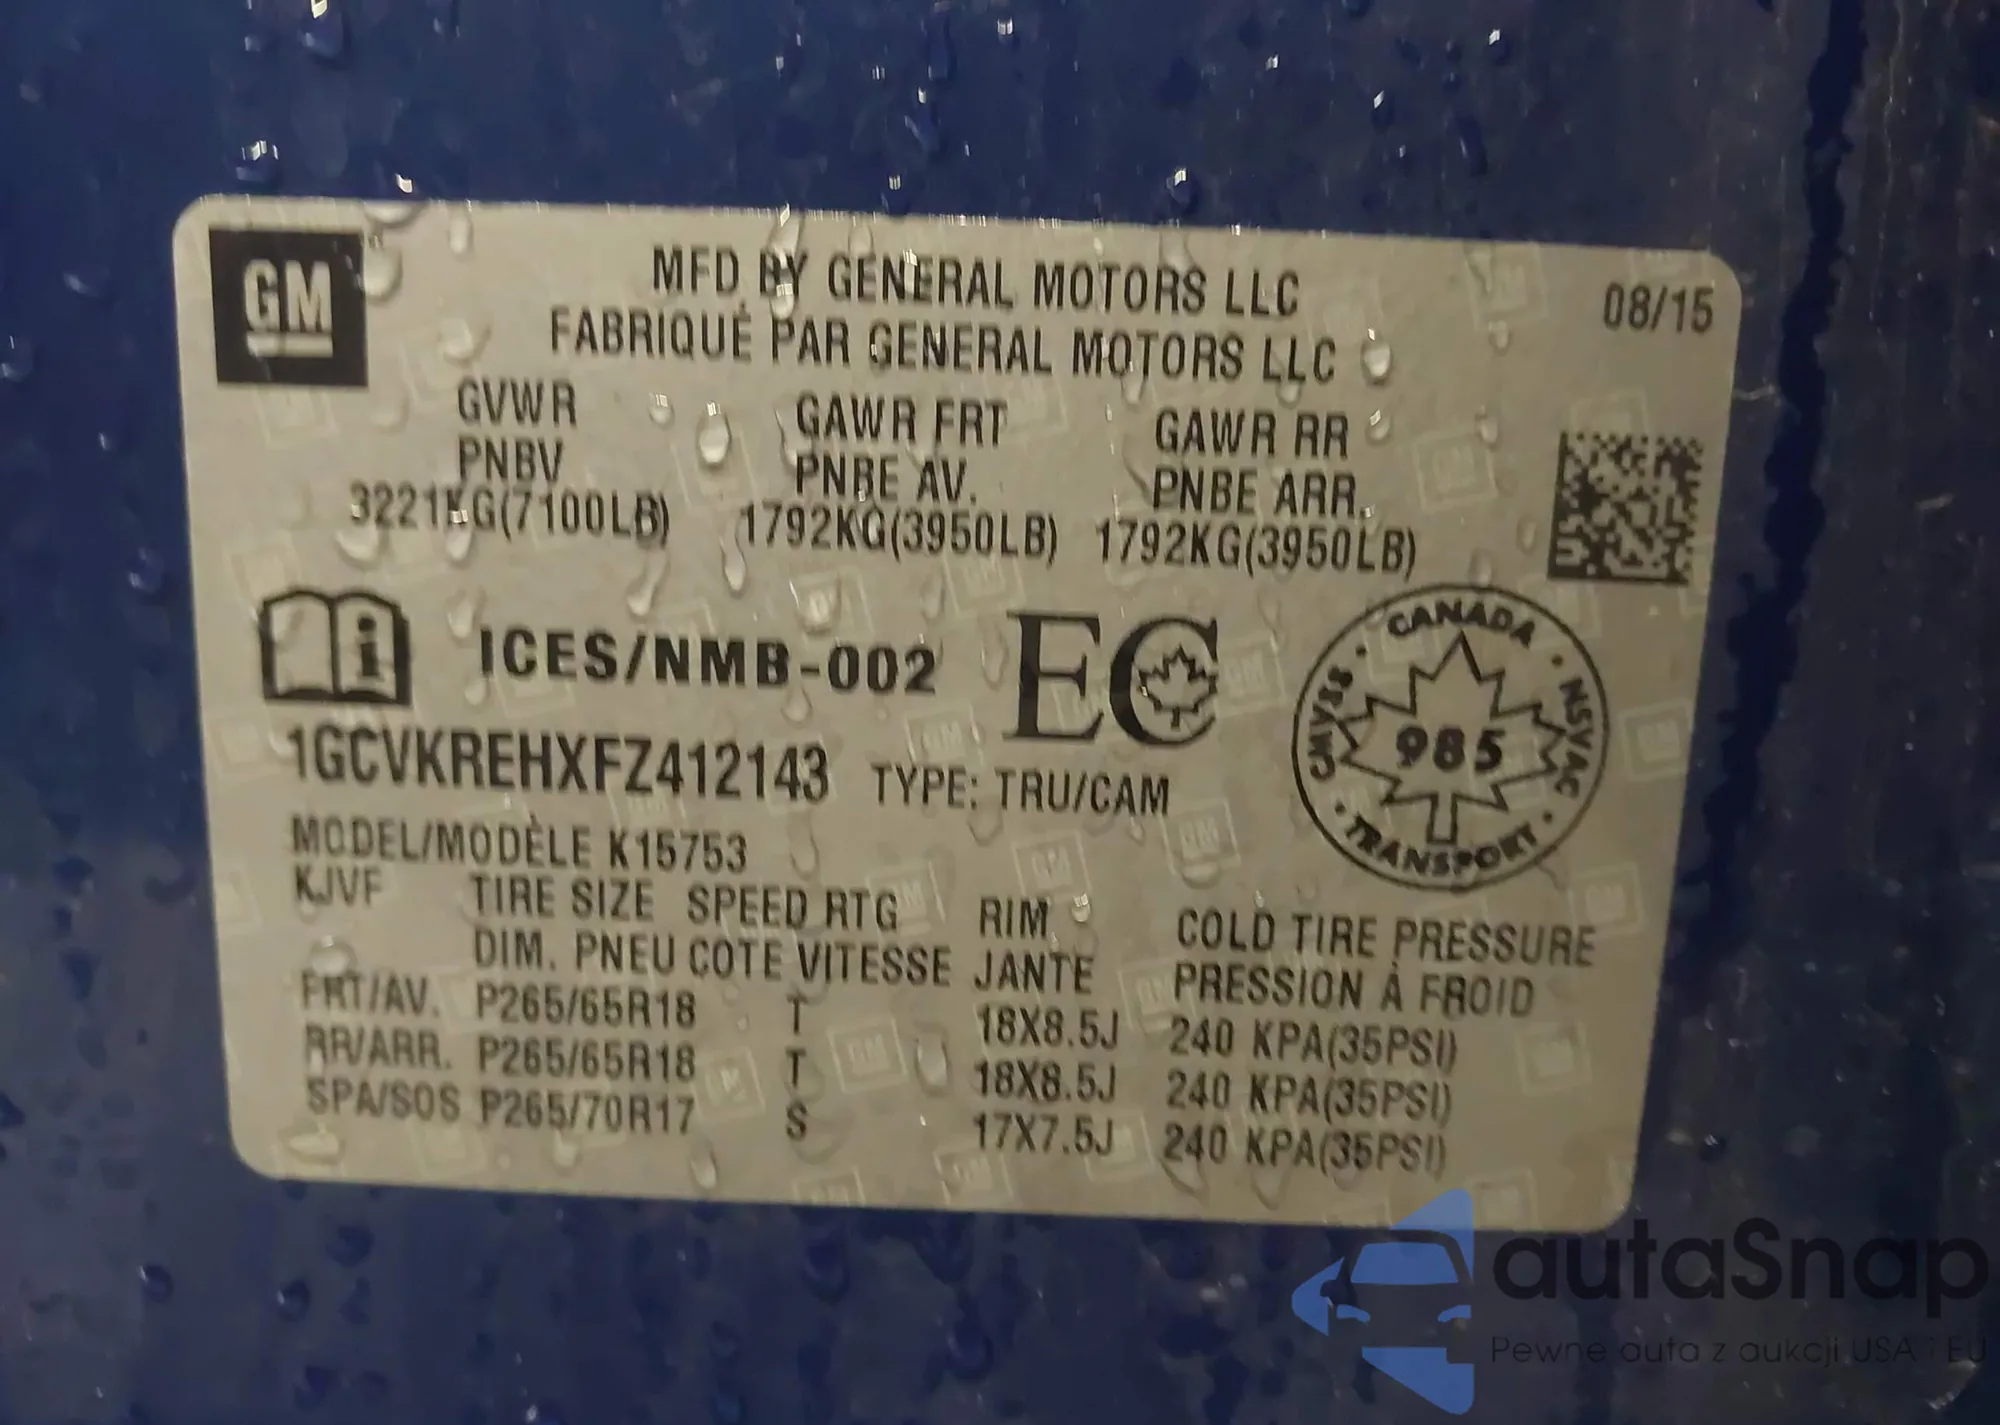 GM
MFD BY GENERAL MOTORS LLC
08/15
FABRIQUÉ PAR GENERAL MOTORS LLC
GVWR GAWR FRT GAWR RR
PNBV PNBE AV. PNBE ARR.
3221KG(7100LB) 1792KG(3950LB) 1792KG(3950LB)
ICES/NMB-002 EC
CANADA
CMVSS 985 NSVAC
TRANSPORT
1GCVKREHXFZ412143 TYPE: TRU/CAM
MODEL/MODÈLE K15753
KJVF TIRE SIZE SPEED RTG RIM COLD TIRE PRESSURE
DIM. PNEU COTE VITESSE JANTE PRESSION À FROID
FRT/AV. P265/65R18 T 18X8.5J 240 KPA(35PSI)
RR/ARR. P265/65R18 T 18X8.5J 240 KPA(35PSI)
SPA/SOS P265/70R17 S 17X7.5J 240 KPA(35PSI)
autaSnap
Pewne auta z aukcji USA i EU